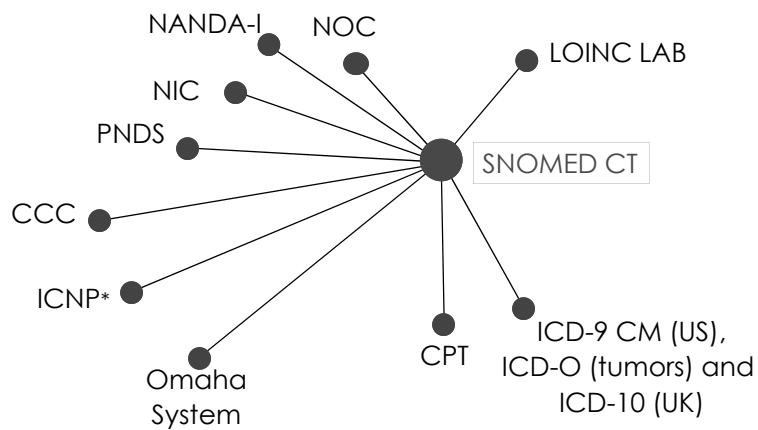 NANDA-I
NOC
LOINC LAB
NIC
PNDS
SNOMED CT
CCC
ICNP*
CPT
Omaha
System
ICD-9 CM (US),
ICD-O (tumors) and
ICD-10 (UK)